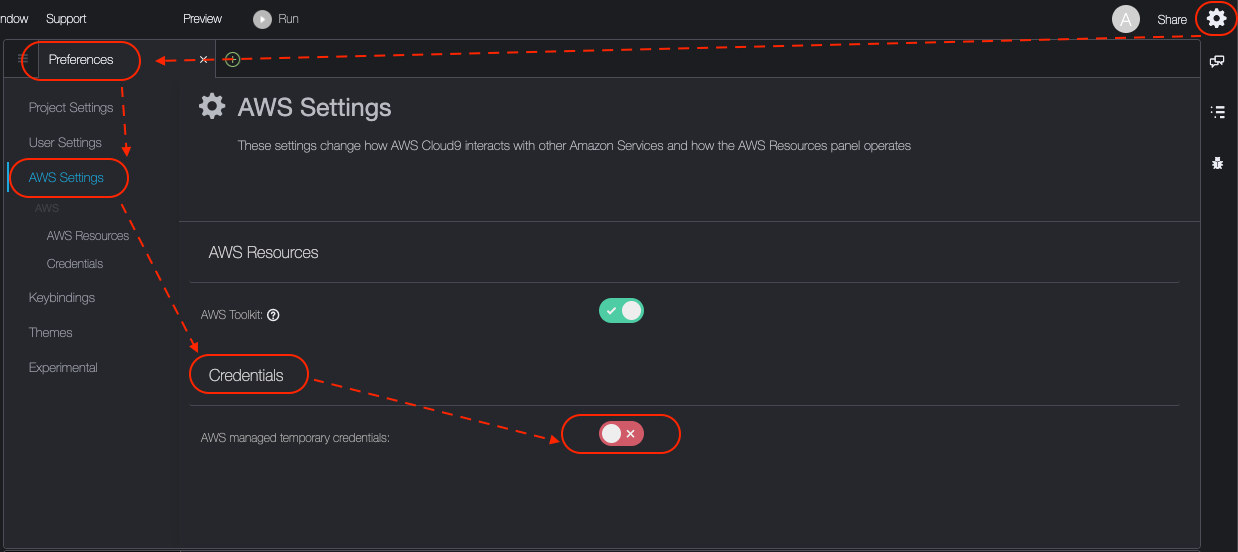 ndow Support Preview Run A Share
Preferences
Project Settings
User Settings
AWS Settings
AWS
AWS Resources
Credentials
Keybindings
Themes
Experimental
AWS Settings
These settings change how AWS Cloud9 interacts with other Amazon Services and how the AWS Resources panel operates
AWS Resources
AWS Toolkit:
Credentials
AWS managed temporary credentials: